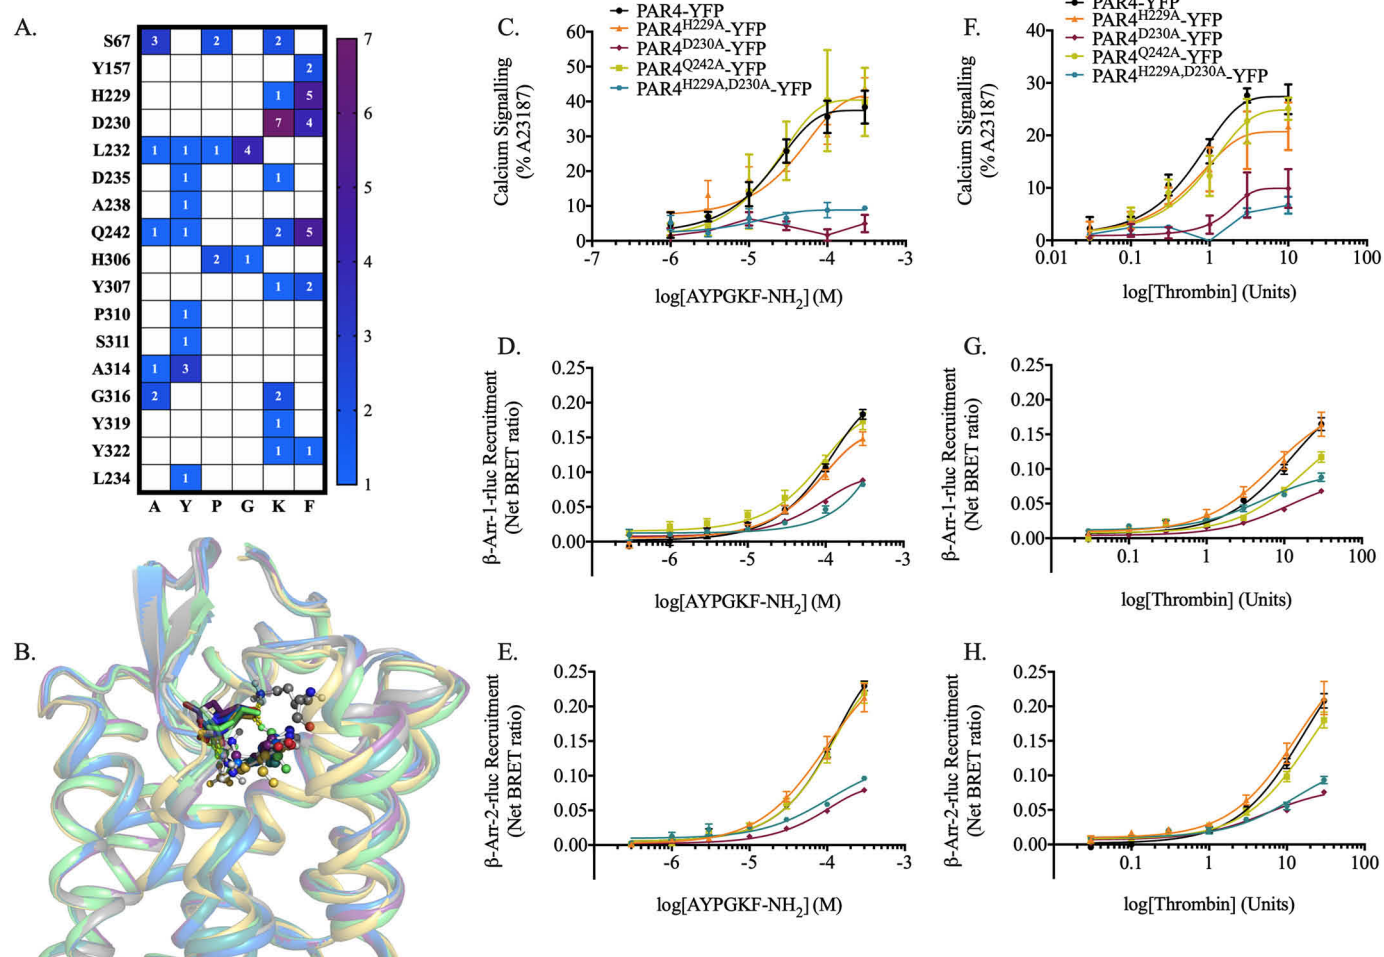 A.
S67 3 2 2
Y157 2
H229 1 5
D230 7 4
L232 1 1 1 4
D235 1 1
A238 1
Q242 1 1 2 5
H306 2 1
Y307 1 2
P310 1
S311 1
A314 1 3
G316 2 2
Y319 1
Y322 1 1
L234 1
A Y P G K F
7
6
5
4
3
2
1
B.
C.
PAR4-YFP
PAR4H229A-YFP
PAR4D230A-YFP
PAR4Q242A-YFP
PAR4H229A,D230A-YFP
Calcium Signalling
(% A23187)
60
50
40
30
20
10
0
-7 -6 -5 -4 -3
log[AYPGKF-NH2] (M)
D.
β-Arr-1-rluc Recruitment
(Net BRET ratio)
0.25
0.20
0.15
0.10
0.05
0.00
-6 -5 -4 -3
log[AYPGKF-NH2] (M)
E.
β-Arr-2-rluc Recruitment
(Net BRET ratio)
0.25
0.20
0.15
0.10
0.05
0.00
-6 -5 -4 -3
log[AYPGKF-NH2] (M)
F.
PAR4-YFP
PAR4H229A-YFP
PAR4D230A-YFP
PAR4Q242A-YFP
PAR4H229A,D230A-YFP
Calcium Signalling
(% A23187)
40
30
20
10
0
0.01 0.1 1 10 100
log[Thrombin] (Units)
G.
β-Arr-1-rluc Recruitment
(Net BRET ratio)
0.25
0.20
0.15
0.10
0.05
0.00
0.1 1 10 100
log[Thrombin] (Units)
H.
β-Arr-2-rluc Recruitment
(Net BRET ratio)
0.25
0.20
0.15
0.10
0.05
0.00
0.1 1 10 100
log[Thrombin] (Units)